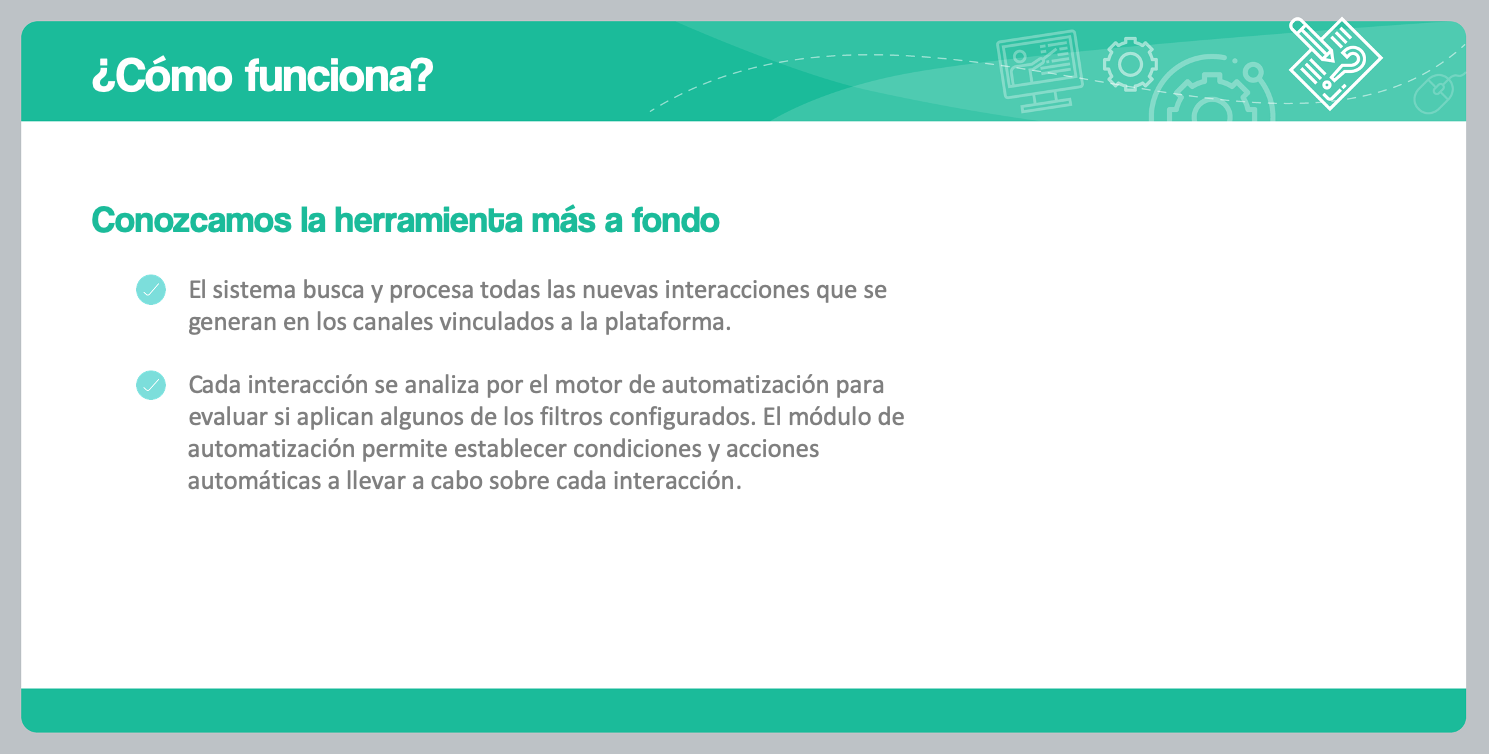 ¿Cómo funciona?
Conozcamos la herramienta más a fondo
El sistema busca y procesa todas las nuevas interacciones que se
generan en los canales vinculados a la plataforma.
Cada interacción se analiza por el motor de automatización para
evaluar si aplican algunos de los filtros configurados. El módulo de
automatización permite establecer condiciones y acciones
automáticas a llevar a cabo sobre cada interacción.